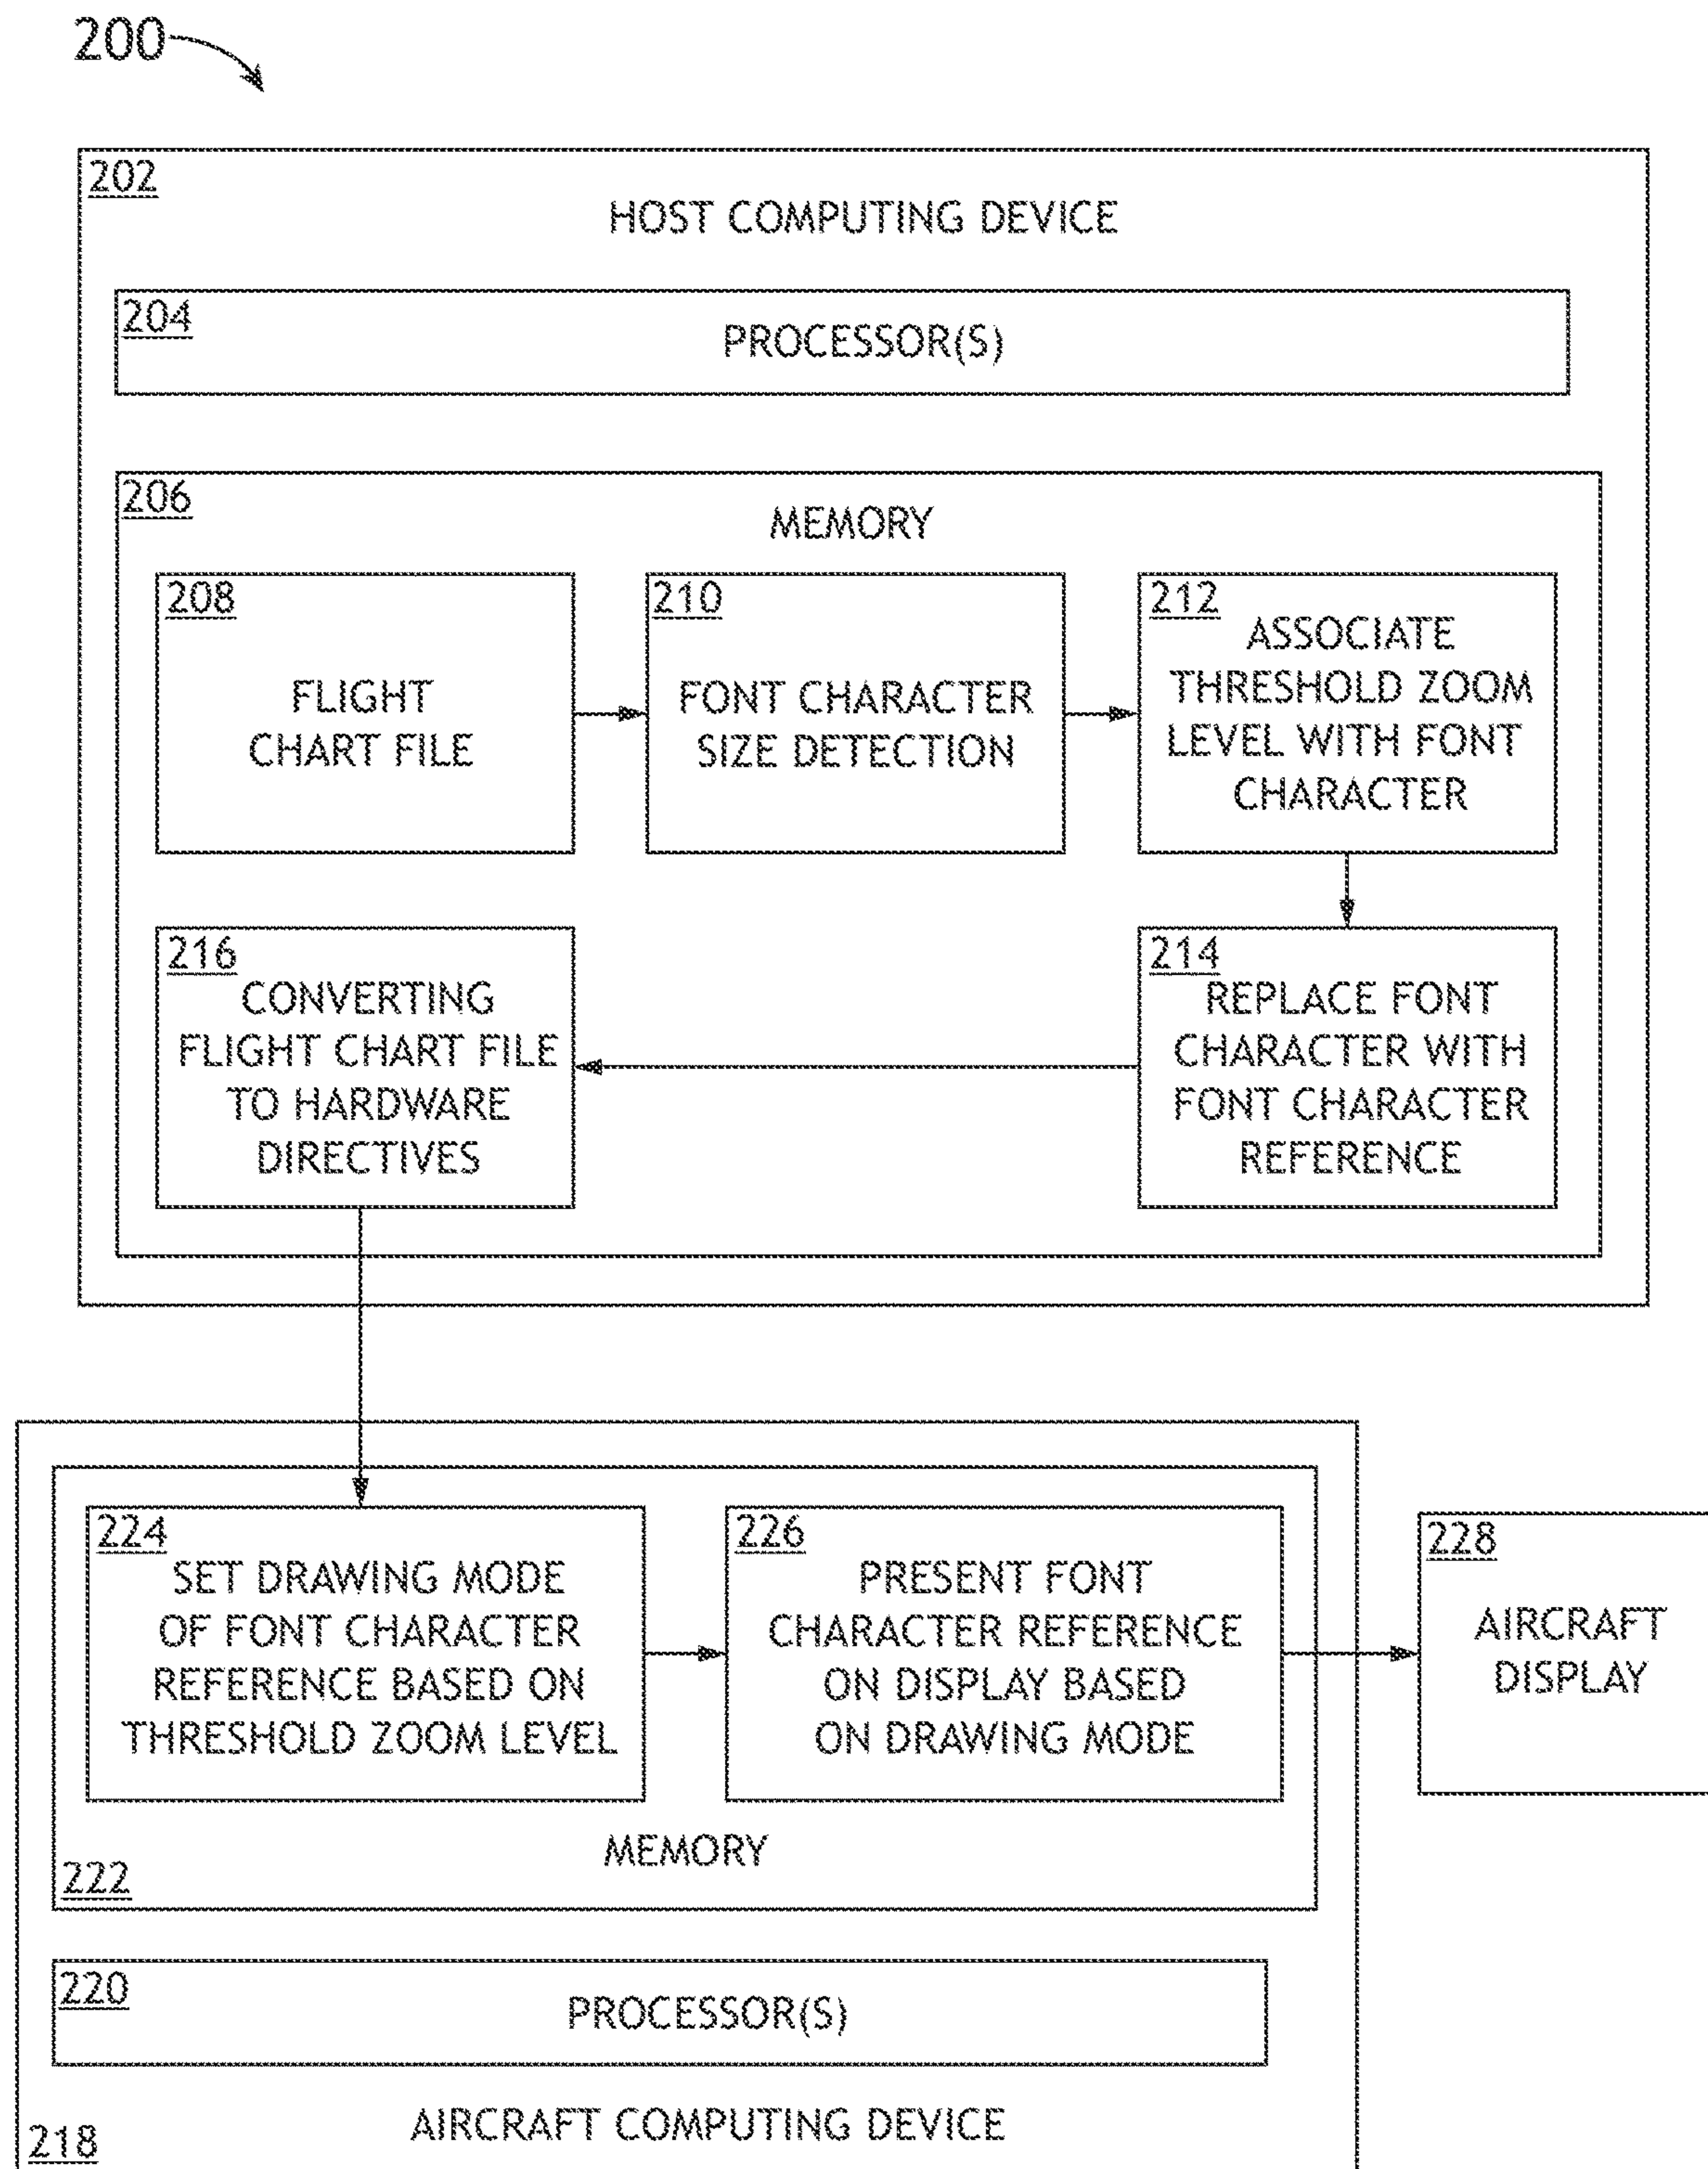 200
202
HOST COMPUTING DEVICE
204
PROCESSOR(S)
206
MEMORY
208
FLIGHT
CHART FILE
210
FONT CHARACTER
SIZE DETECTION
212
ASSOCIATE
THRESHOLD ZOOM
LEVEL WITH FONT
CHARACTER
214
REPLACE FONT
CHARACTER WITH
FONT CHARACTER
REFERENCE
216
CONVERTING
FLIGHT CHART FILE
TO HARDWARE
DIRECTIVES
224
SET DRAWING MODE
OF FONT CHARACTER
REFERENCE BASED ON
THRESHOLD ZOOM LEVEL
226
PRESENT FONT
CHARACTER REFERENCE
ON DISPLAY BASED
ON DRAWING MODE
228
AIRCRAFT
DISPLAY
MEMORY
222
220
PROCESSOR(S)
AIRCRAFT COMPUTING DEVICE
218